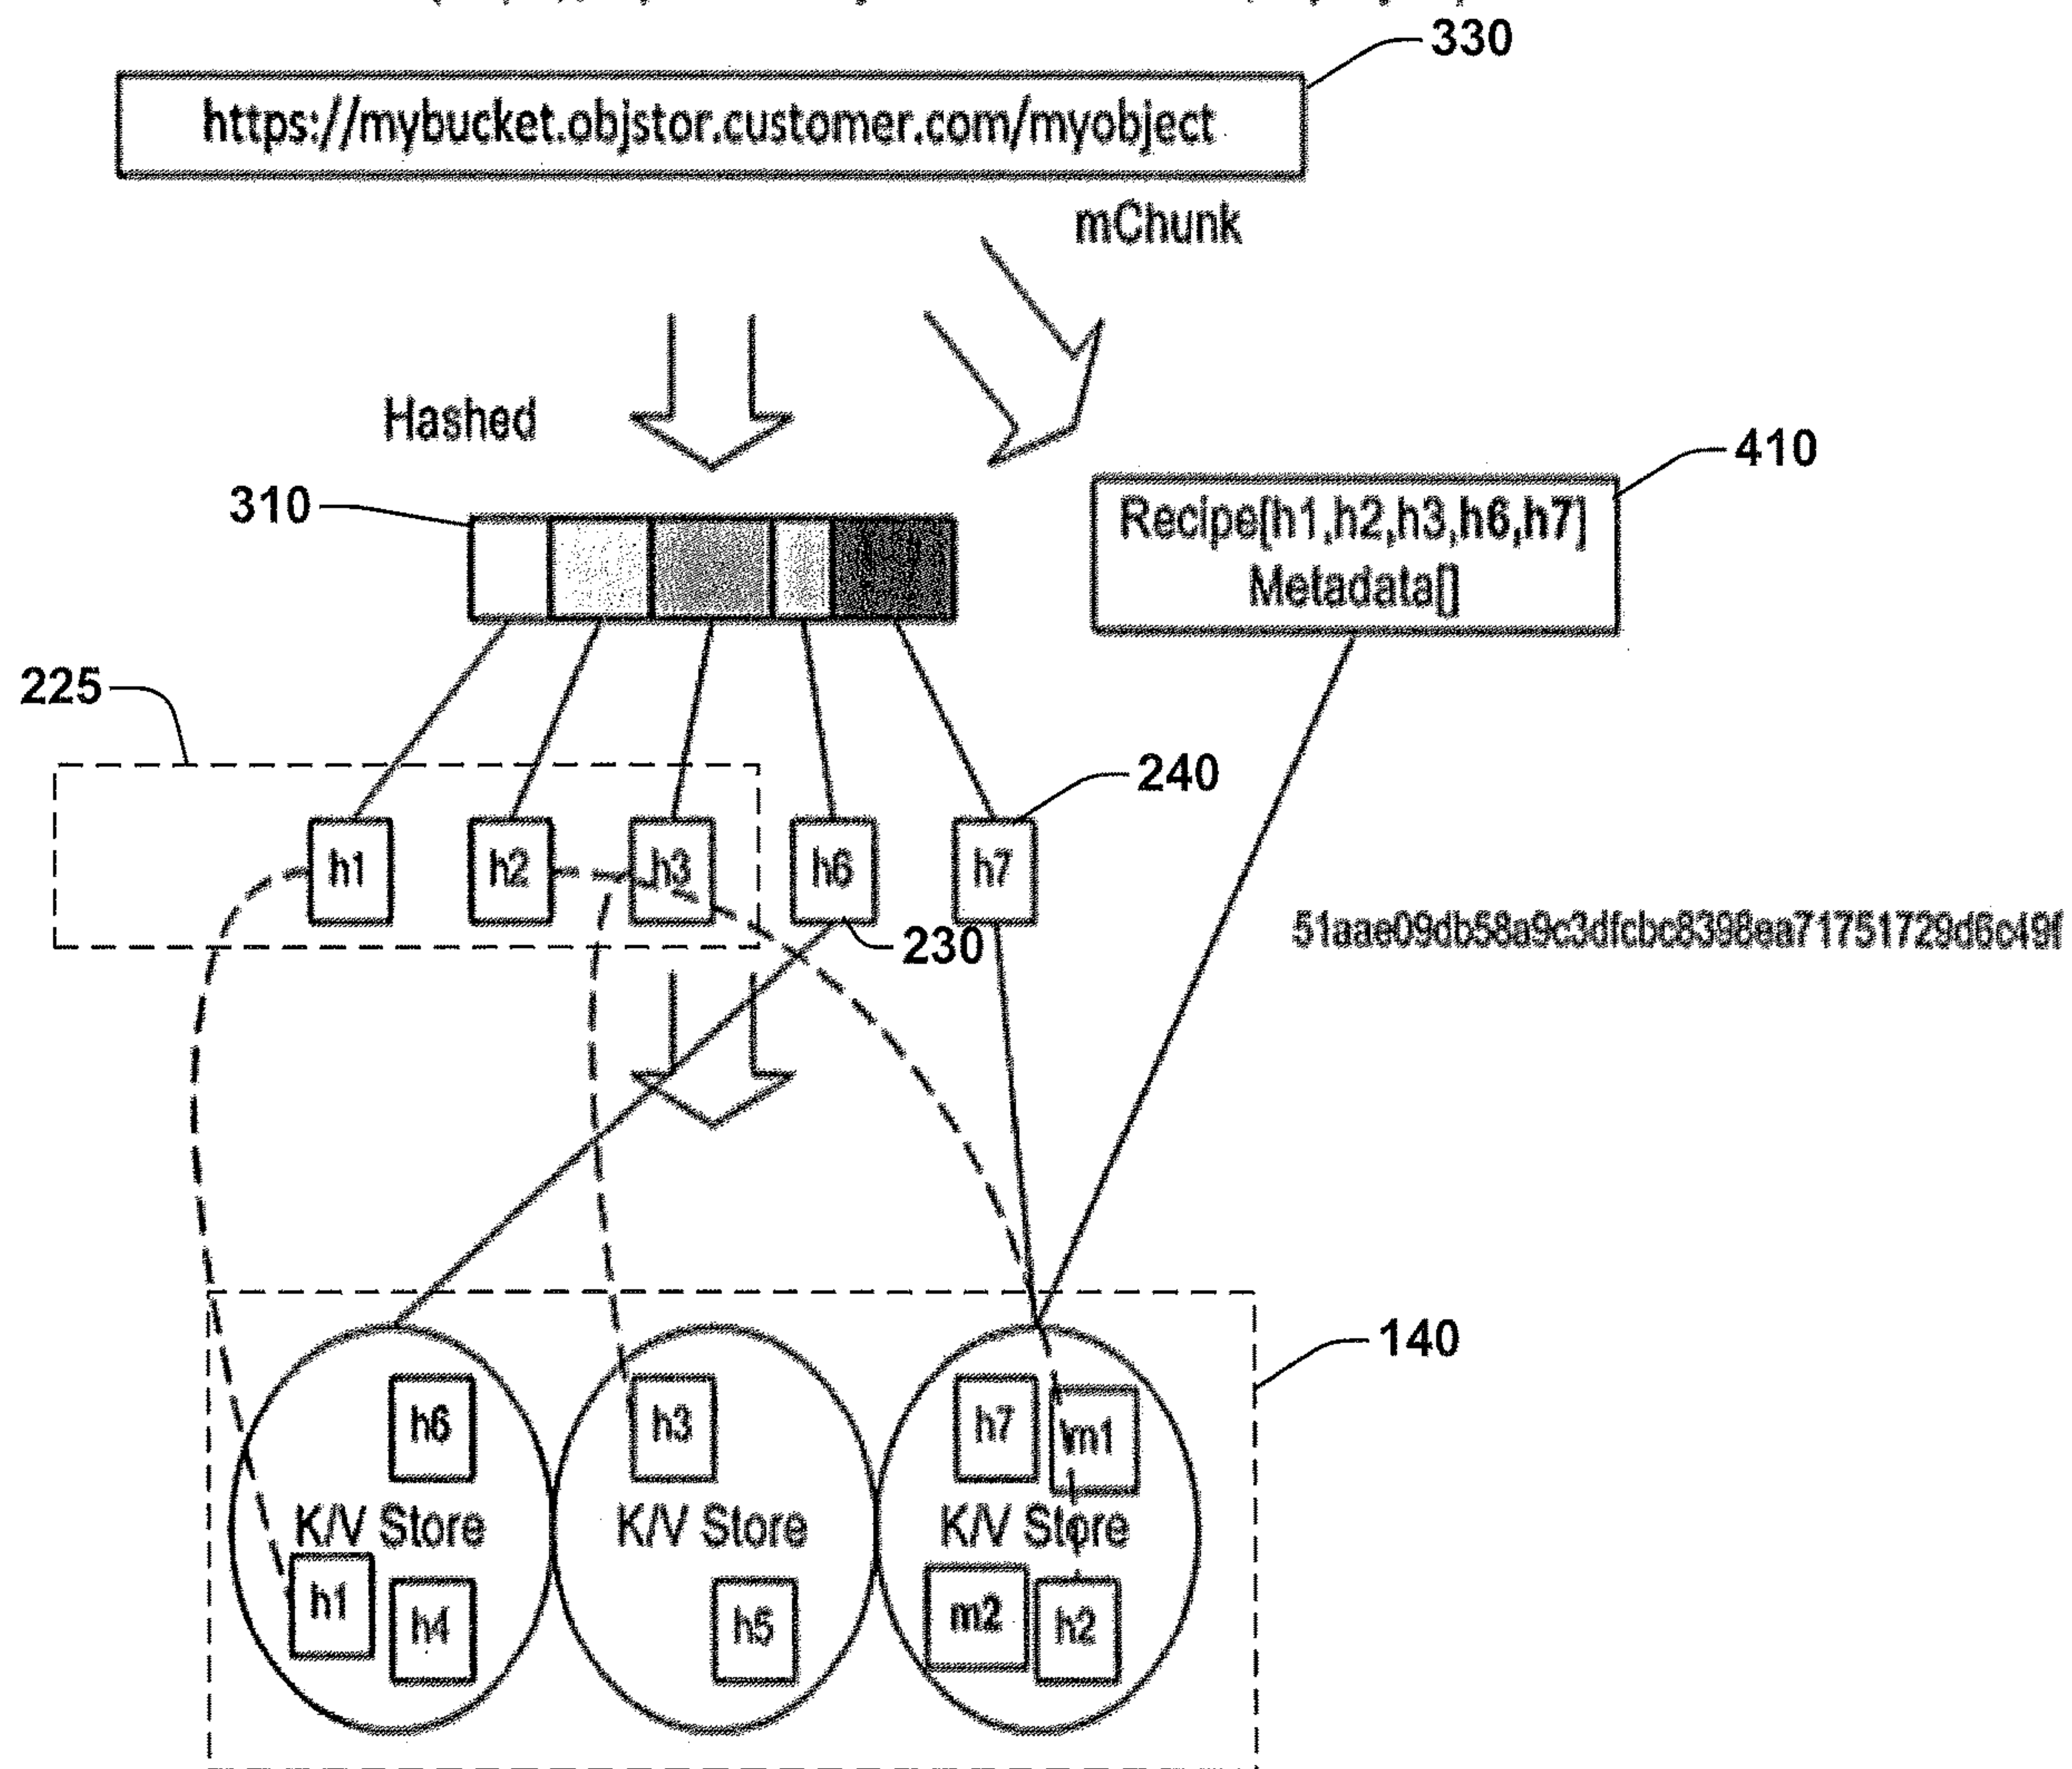 330
https://mybucket.objstor.customer.com/myobject
mChunk
Hashed
410
310
Recipe[h1,h2,h3,h6,h7]
Metadata[]
225
240
h1 h2 h3 h6 h7
230
51aae09db58a9c3dfcbc8398ea71751729d6c49f
140
h6 h3 h7 m1
K/V Store K/V Store K/V Store
h1 h4 h5 m2 h2